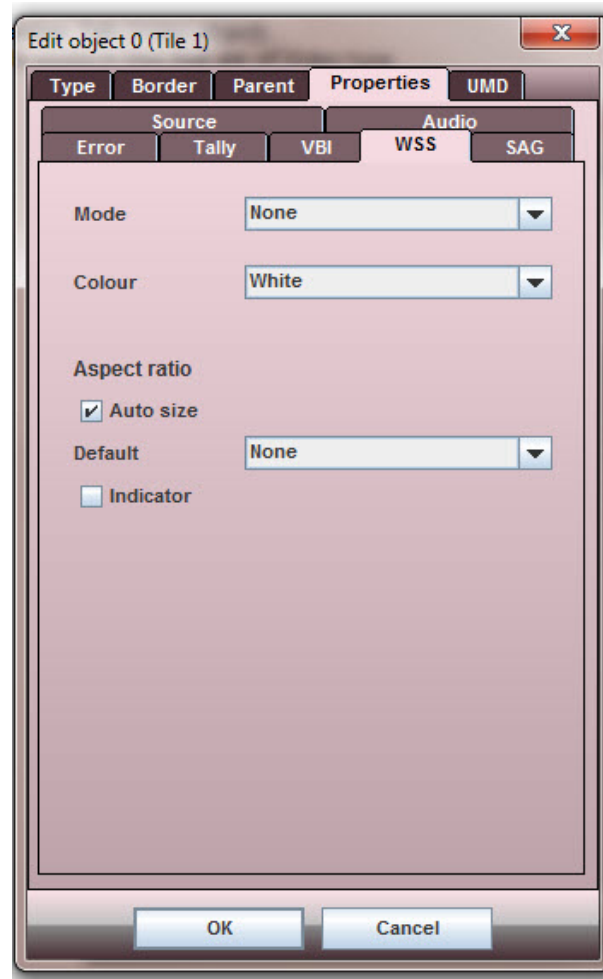 Edit object 0 (Tile 1)
Type Border Parent Properties UMD
Source Audio
Error Tally VBI WSS SAG
Mode None
Colour White
Aspect ratio
Auto size
Default None
Indicator
OK Cancel